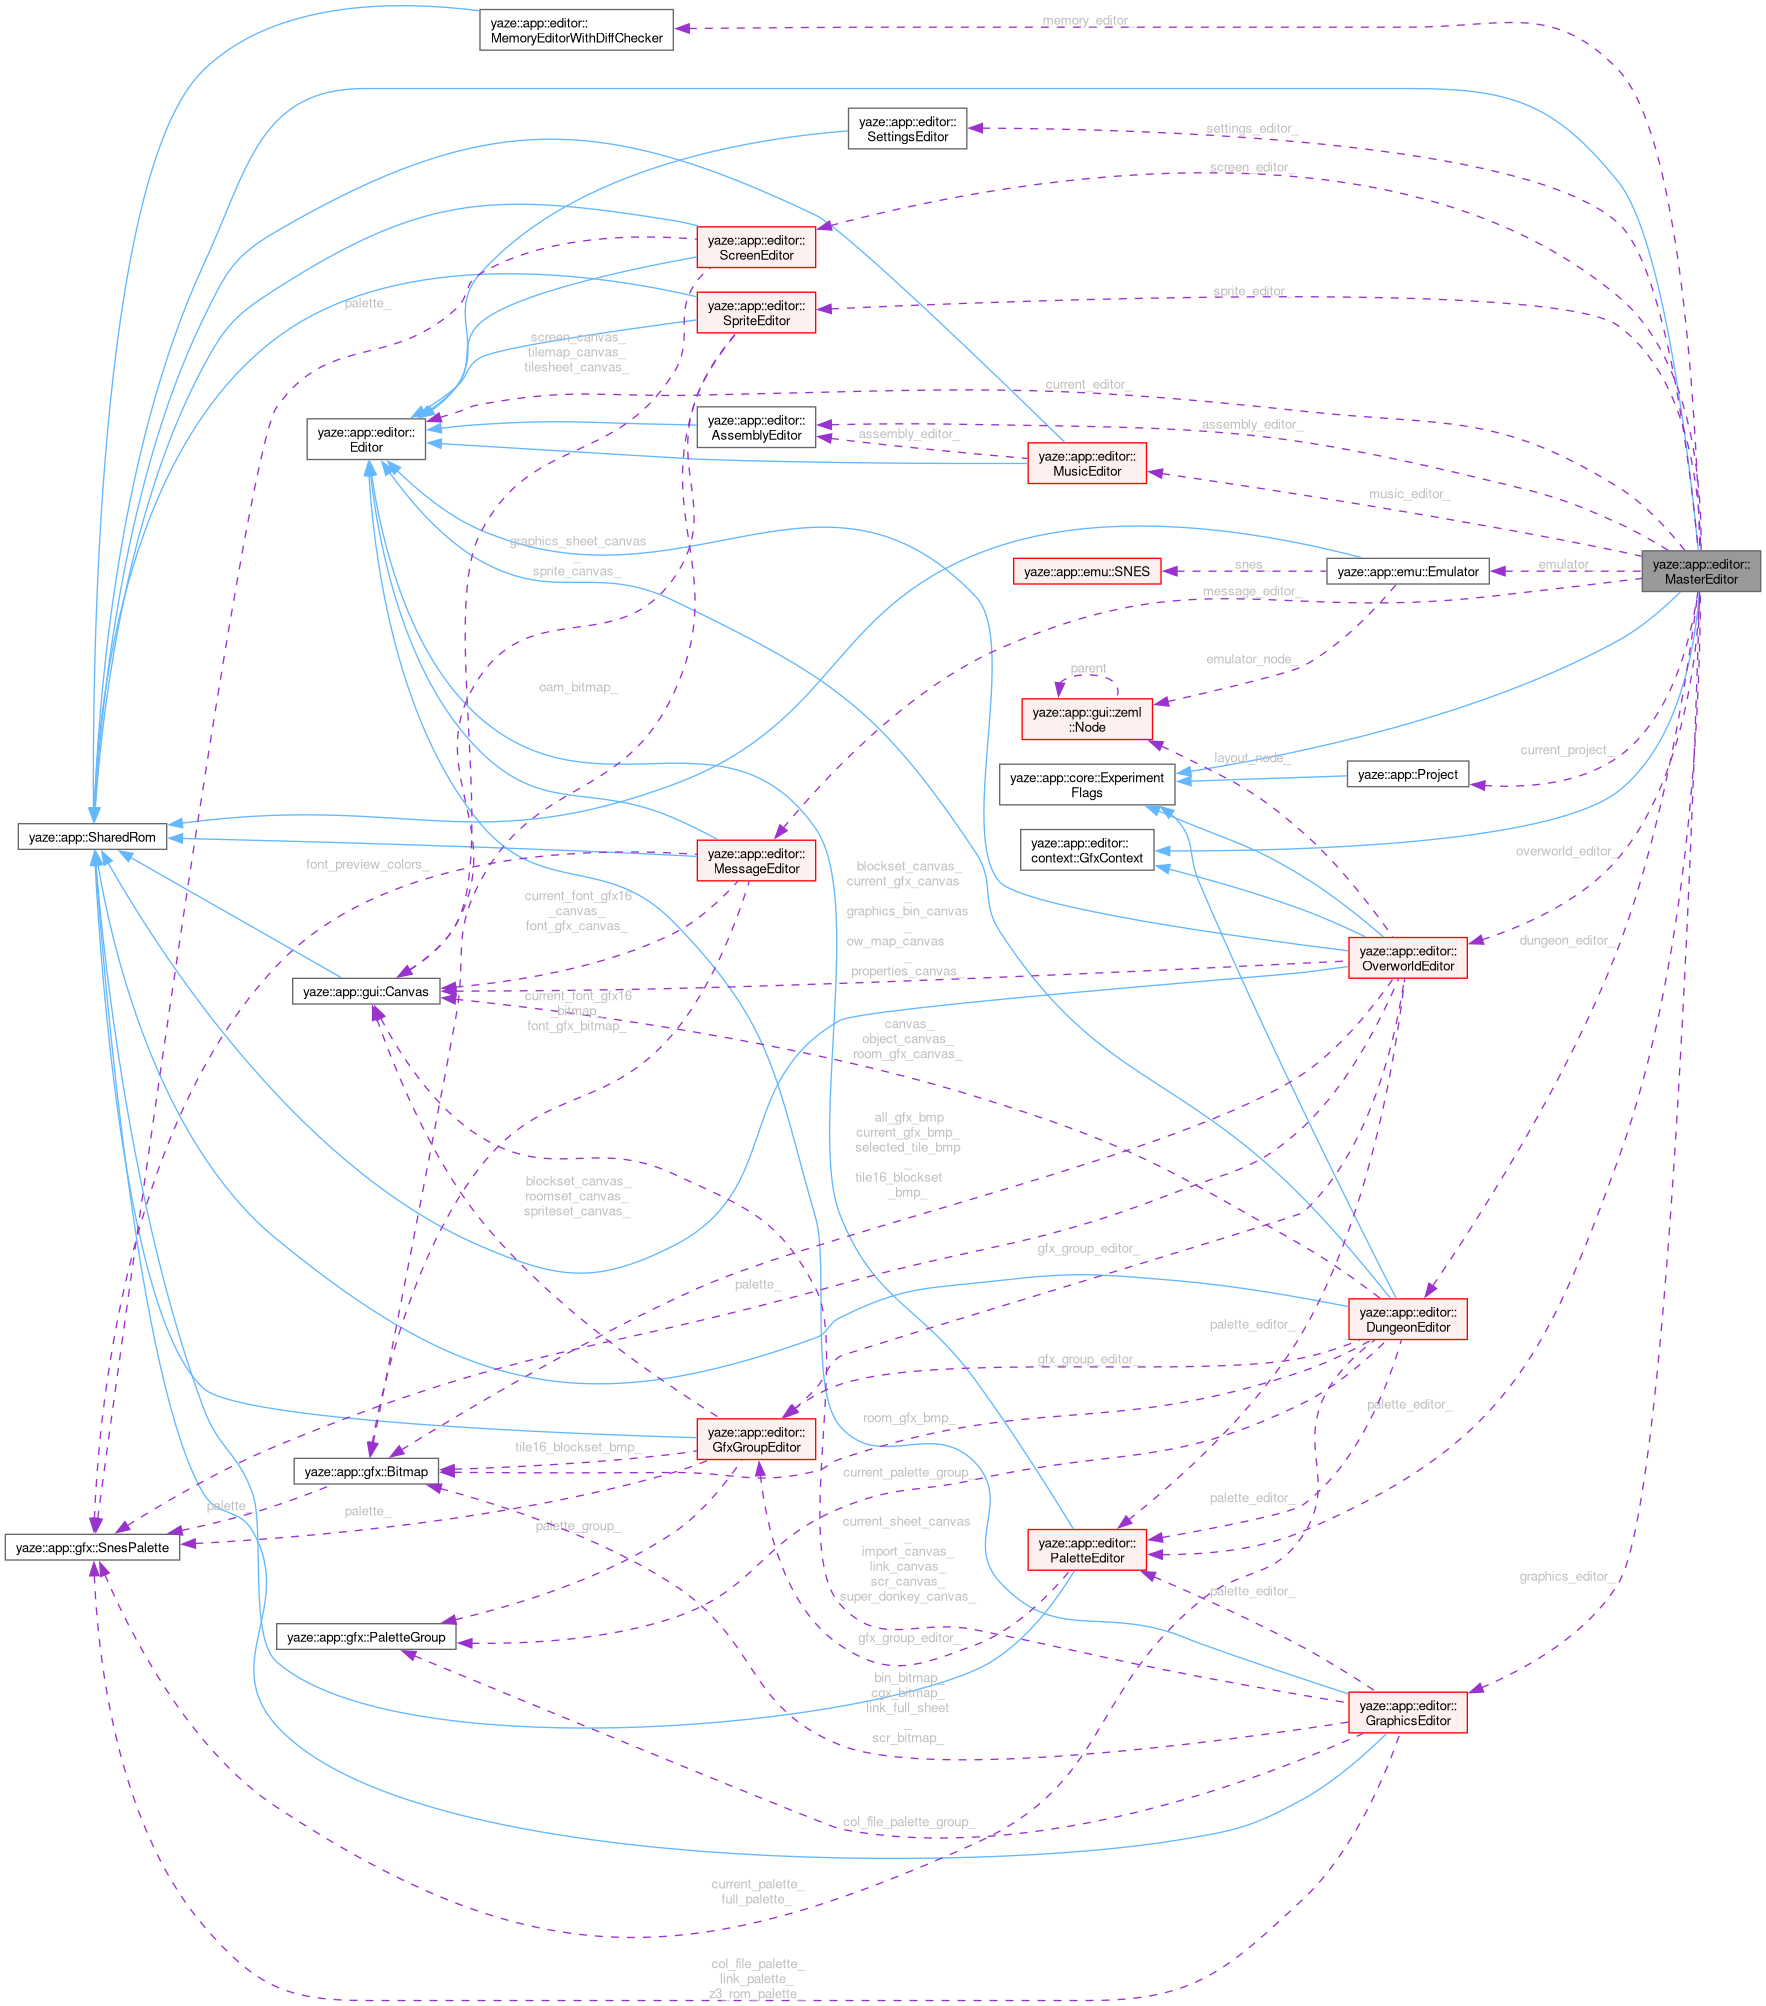 yaze::app::editor::
MemoryEditorWithDiffChecker
memory_editor
yaze::app::editor::
SettingsEditor
settings_editor_
screen_editor_
yaze::app::editor::
ScreenEditor
yaze::app::editor::
SpriteEditor
sprite_editor_
palette_
screen_canvas_
tilemap_canvas_
tilesheet_canvas_
current_editor_
yaze::app::editor::
Editor
yaze::app::editor::
AssemblyEditor
assembly_editor_
assembly_editor_
yaze::app::editor::
MusicEditor
music_editor_
graphics_sheet_canvas
_
sprite_canvas_
yaze::app::emu::SNES
snes
yaze::app::emu::Emulator
emulator_
yaze::app::editor::
MasterEditor
message_editor_
emulator_node_
parent
yaze::app::gui::zeml
::Node
oam_bitmap_
layout_node_
current_project_
yaze::app::core::Experiment
Flags
yaze::app::Project
yaze::app::SharedRom
yaze::app::editor::
context::GfxContext
overworld_editor_
font_preview_colors_
yaze::app::editor::
MessageEditor
blockset_canvas_
current_gfx_canvas
_
graphics_bin_canvas
_
ow_map_canvas
_
properties_canvas_
current_font_gfx16
_canvas_
font_gfx_canvas_
dungeon_editor_
yaze::app::editor::
OverworldEditor
yaze::app::gui::Canvas
current_font_gfx16
_bitmap_
font_gfx_bitmap_
canvas_
object_canvas_
room_gfx_canvas_
all_gfx_bmp
current_gfx_bmp_
selected_tile_bmp
_
tile16_blockset
_bmp_
blockset_canvas_
roomset_canvas_
spriteset_canvas_
gfx_group_editor_
palette_
palette_editor_
yaze::app::editor::
DungeonEditor
gfx_group_editor_
palette_editor_
room_gfx_bmp_
yaze::app::editor::
GfxGroupEditor
tile16_blockset_bmp_
yaze::app::gfx::Bitmap
current_palette_group
_
palette_
palette_
palette_group_
palette_editor_
yaze::app::gfx::SnesPalette
current_sheet_canvas
_
import_canvas_
link_canvas_
scr_canvas_
super_donkey_canvas_
yaze::app::editor::
PaletteEditor
palette_editor_
graphics_editor_
yaze::app::gfx::PaletteGroup
gfx_group_editor_
bin_bitmap_
cgx_bitmap_
link_full_sheet
_
scr_bitmap_
yaze::app::editor::
GraphicsEditor
col_file_palette_group_
current_palette_
full_palette_
col_file_palette_
link_palette_
z3_rom_palette_